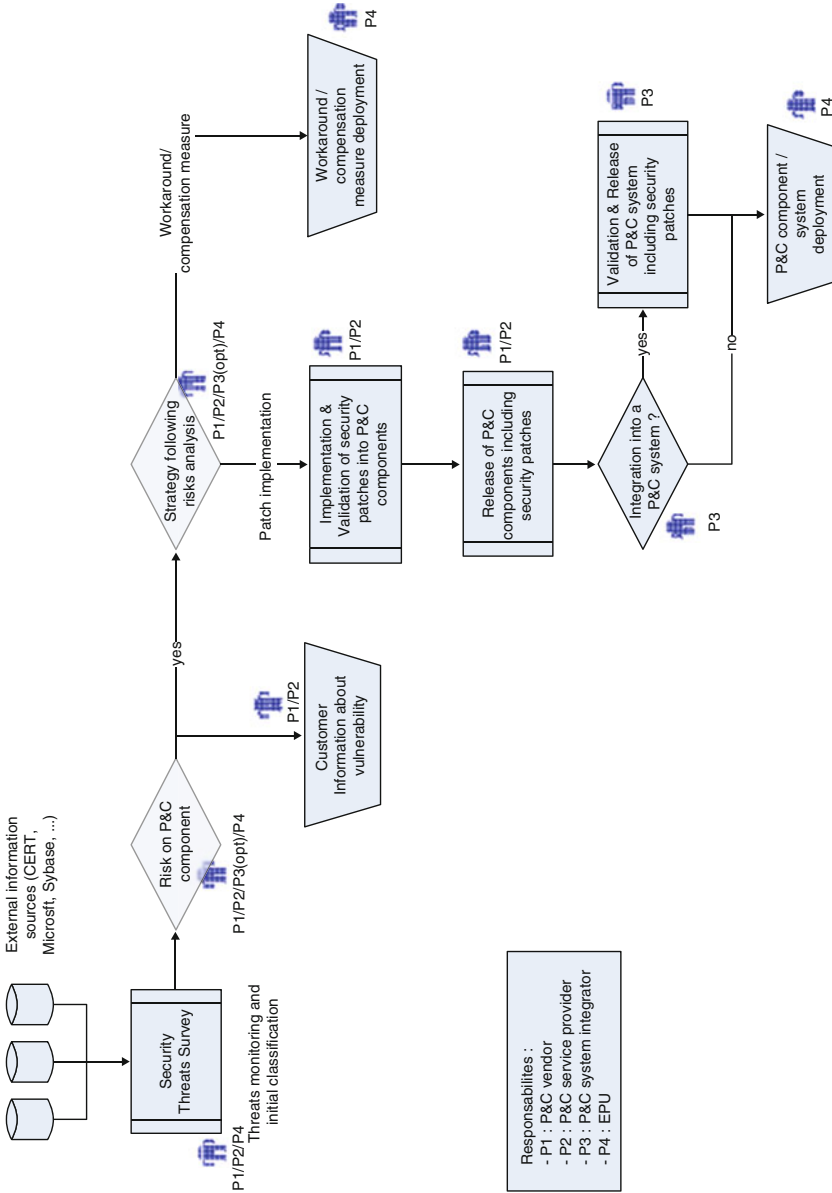 External information
sources (CERT,
Microsft, Sybase, ...)
Security
Threats Survey
P1/P2/P4
Threats monitoring and
initial classification
Risk on P&C
component
P1/P2/P3(opt)/P4
yes
P1/P2
Customer
Information about
vulnerability
Strategy following
risks analysis
P1/P2/P3(opt)/P4
Workaround/
compensation measure
Workaround /
compensation
measure deployment
P4
Patch implementation
Implementation &
Validation of security
patches into P&C
components
P1/P2
Release of P&C
components including
security patches
P1/P2
Integration into a
P&C system ?
P3
yes
no
Validation & Release
of P&C system
including security
patches
P3
P&C component /
system
deployment
P4
Responsabilites :
- P1 : P&C vendor
- P2 : P&C service provider
- P3 : P&C system integrator
- P4 : EPU